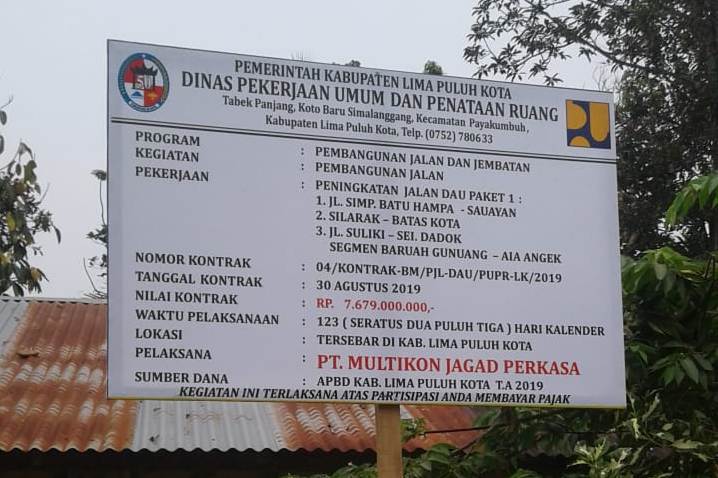 PEMERINTAH KABUPATEN LIMA PULUH KOTA
DINAS PEKERJAAN UMUM DAN PENATAAN RUANG
Tabek Panjang, Koto Baru Simalanggang, Kecamatan Payakumbuh,
Kabupaten Lima Puluh Kota, Telp. (0752) 780633
PROGRAM : PEMBANGUNAN JALAN DAN JEMBATAN
KEGIATAN : PEMBANGUNAN JALAN
PEKERJAAN : PENINGKATAN JALAN DAU PAKET 1 :
1. JL. SIMP. BATU HAMPA - SAUAYAN
2. SILARAK – BATAS KOTA
3. JL. SULIKI – SEI. DADOK
SEGMEN BARUAH GUNUANG – AIA ANGEK
NOMOR KONTRAK : 04/KONTRAK-BM/PJL-DAU/PUPR-LK/2019
TANGGAL KONTRAK : 30 AGUSTUS 2019
NILAI KONTRAK : RP. 7.679.000.000,-
WAKTU PELAKSANAAN : 123 ( SERATUS DUA PULUH TIGA ) HARI KALENDER
LOKASI : TERSEBAR DI KAB. LIMA PULUH KOTA
PELAKSANA : PT. MULTIKON JAGAD PERKASA
SUMBER DANA : APBD KAB. LIMA PULUH KOTA T.A 2019
KEGIATAN INI TERLAKSANA ATAS PARTISIPASI ANDA MEMBAYAR PAJAK